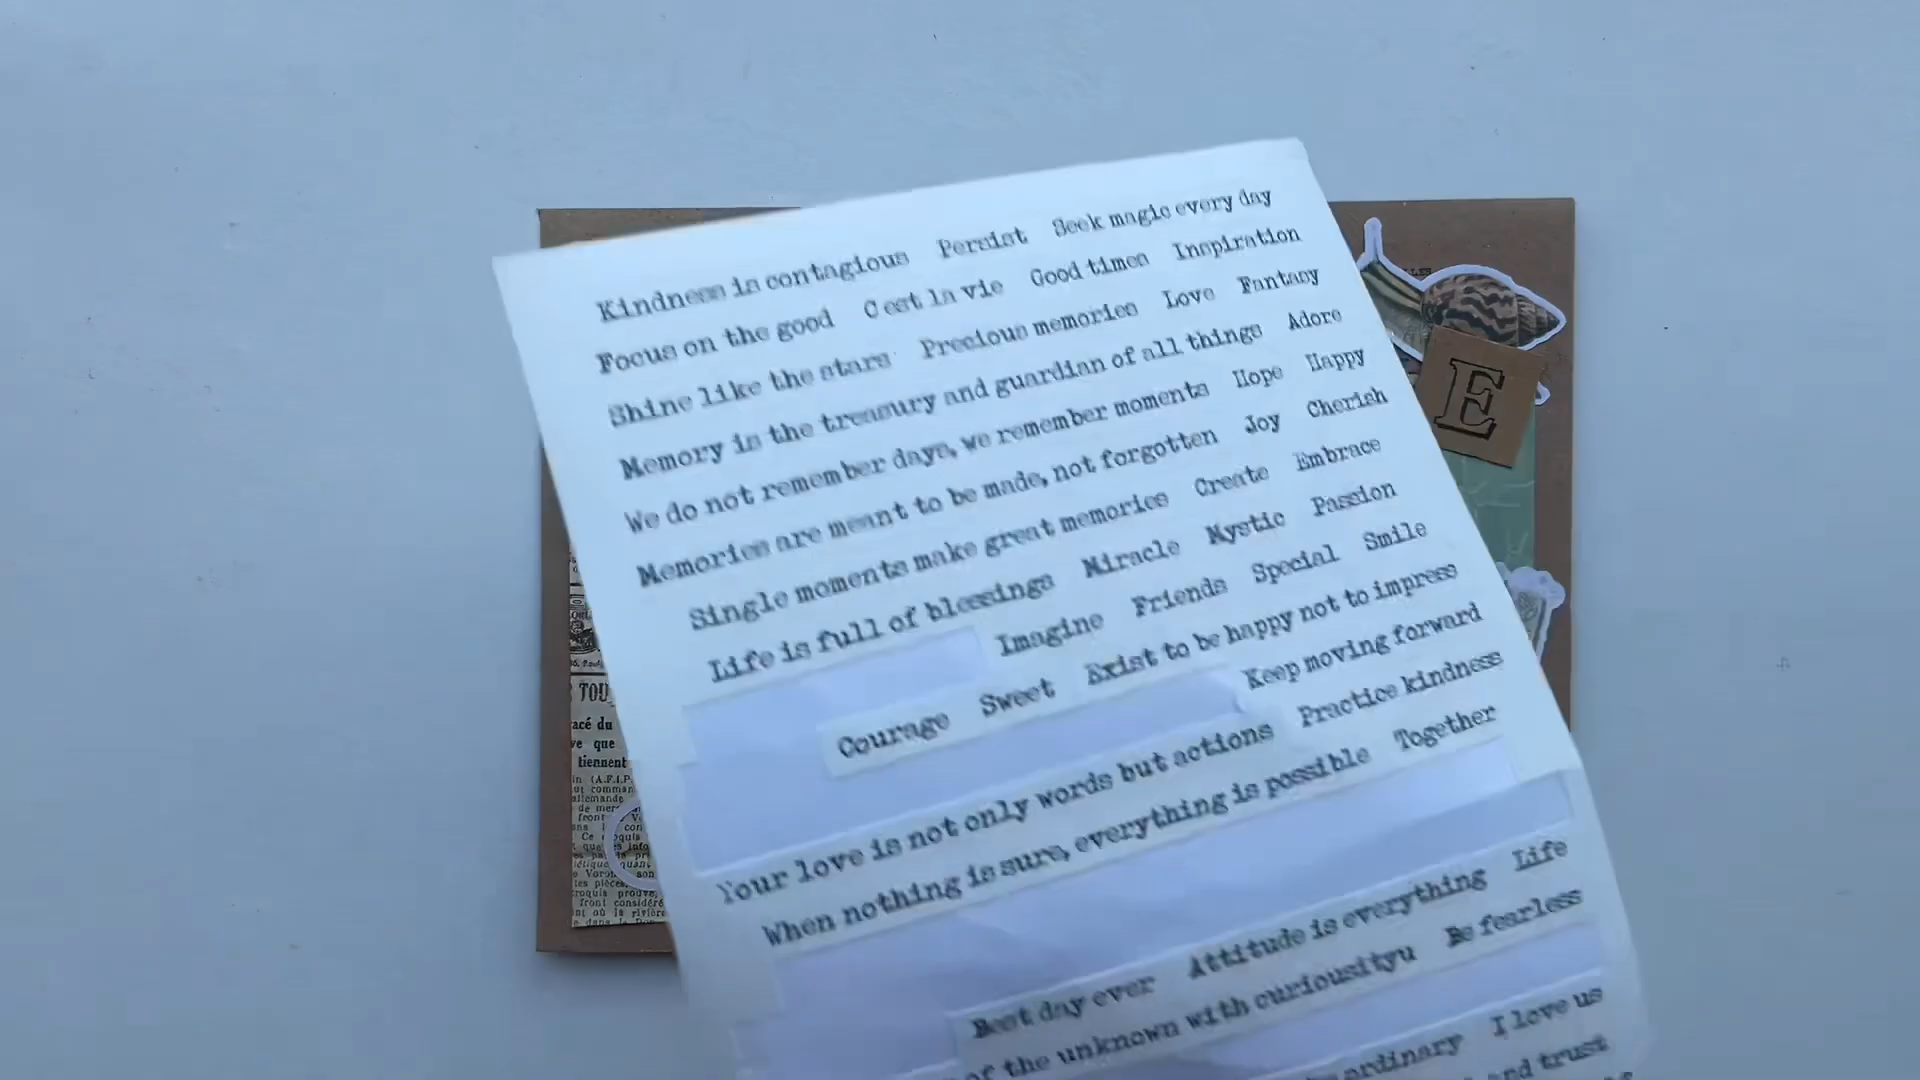 Kindness is contagious Persist Seek magic every day
Focus on the good C'est la vie Good times Inspiration
Shine like the stars Precious memories Love Fantasy
Memory is the treasury and guardian of all things Adore
We do not remember days, we remember moments Hope Happy
Memories are meant to be made, not forgotten Joy Cherish
Single moments make great memories Create Embrace
Life is full of blessings Miracle Mystic Passion
Imagine Friends Special Smile
Courage Sweet Exist to be happy not to impress
Keep moving forward
Your love is not only words but actions Practice kindness
When nothing is sure, everything is possible Together
Best day ever Attitude is everything Life
of the unknown with curiousityu Be fearless
ordinary I love us
and trust
E
TOU
acé du
ve que
tiennent